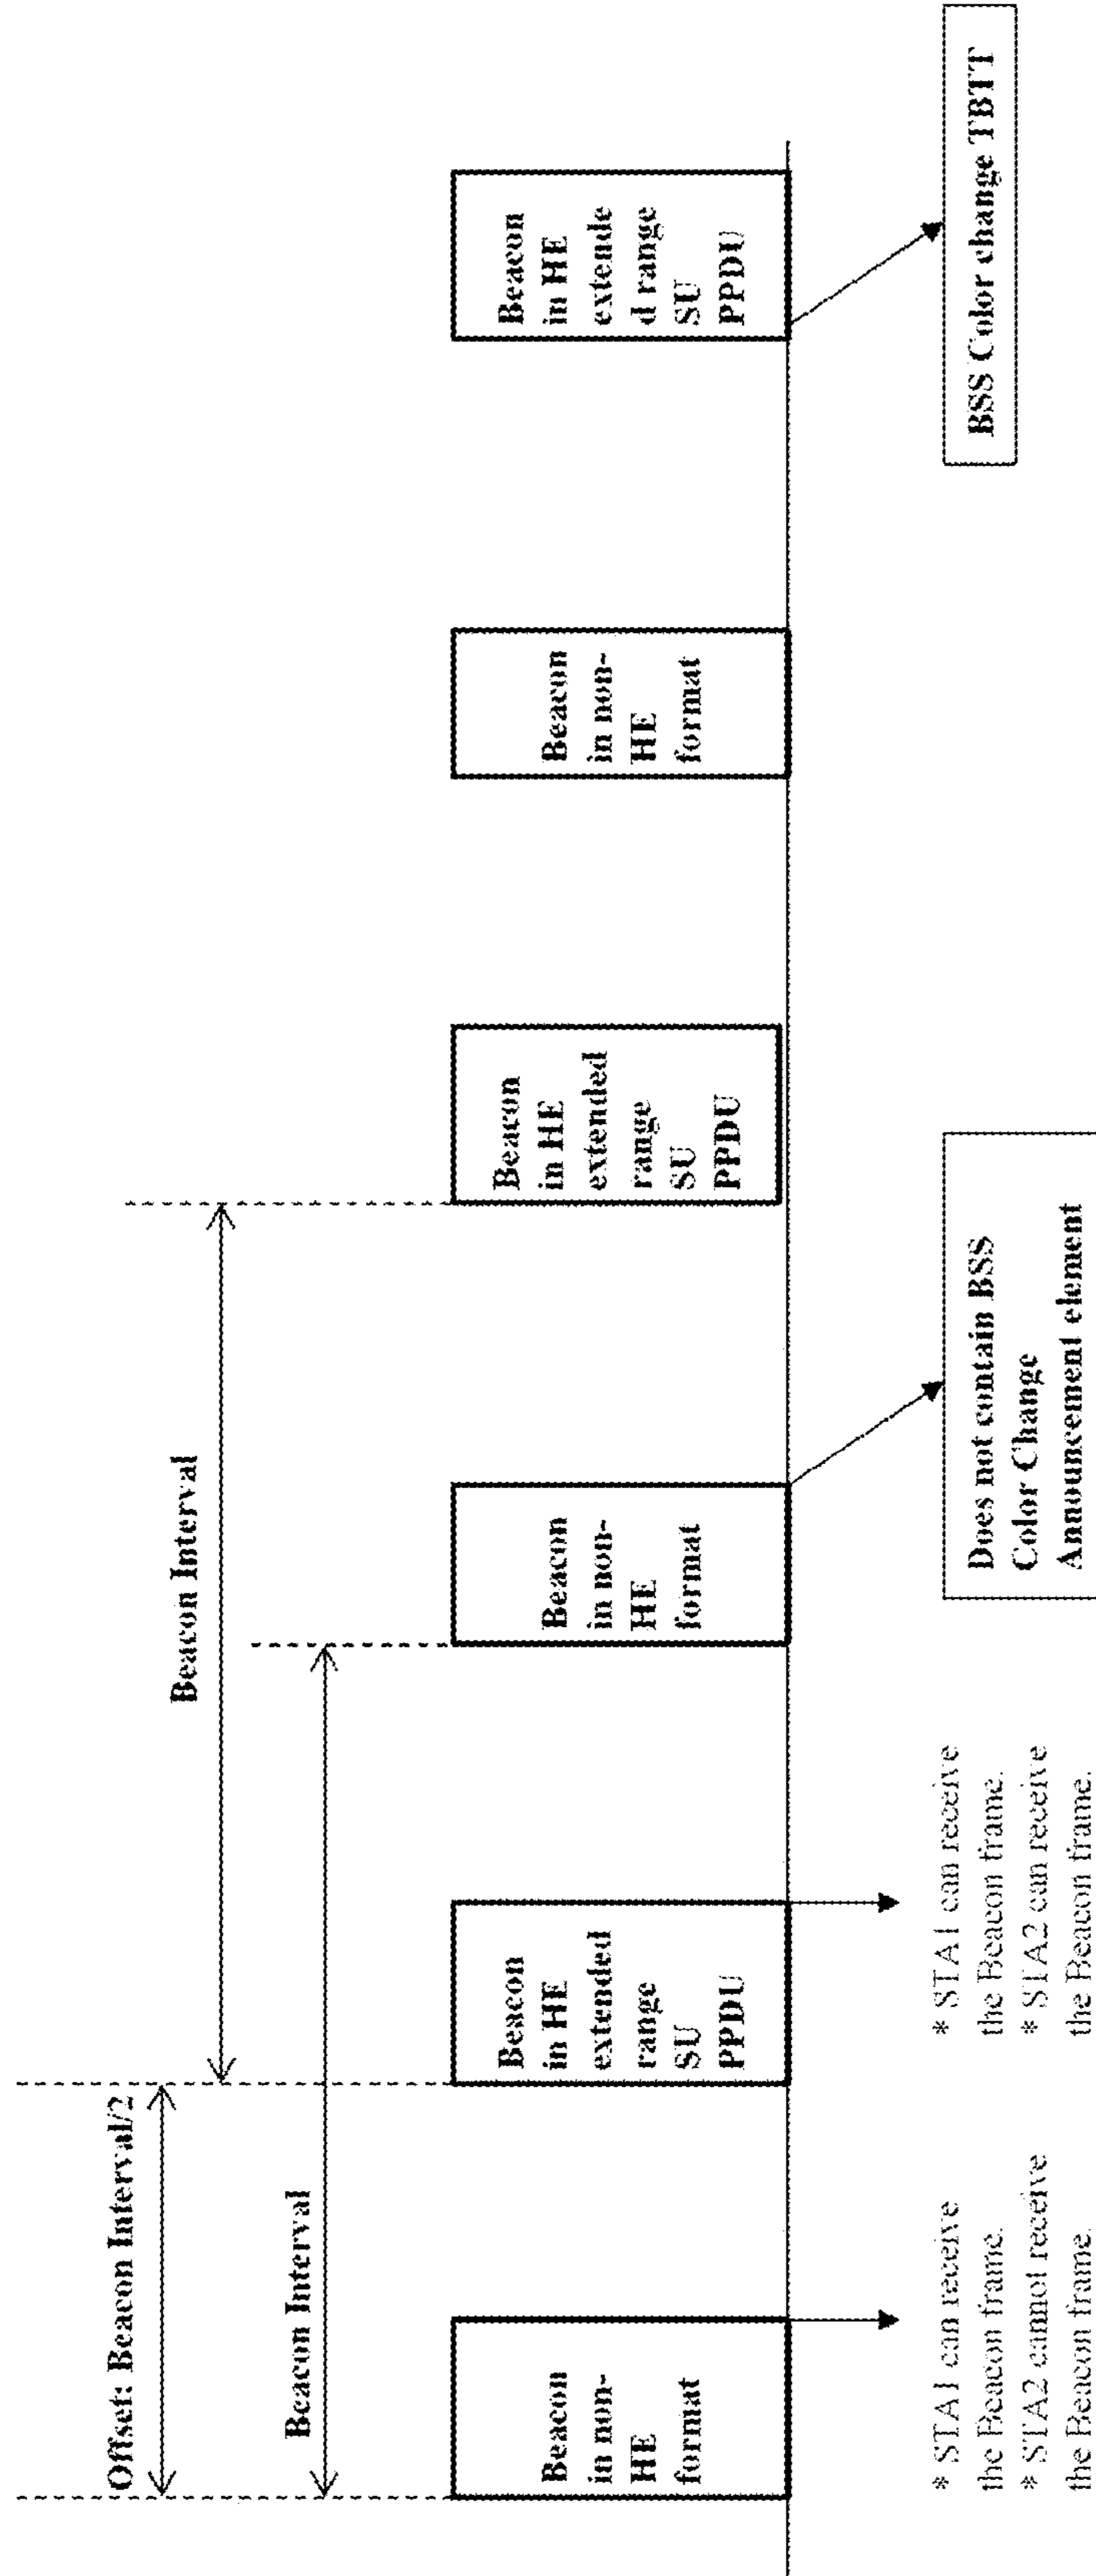 Offset: Beacon Interval/2
Beacon Interval
Beacon Interval
Beacon
in non-
HE
format
Beacon
in HE
extended
range
SU
PPDU
Beacon
in non-
HE
format
Beacon
in HE
extended
range
SU
PPDU
Beacon
in non-
HE
format
Beacon
in HE
extende
d range
SU
PPDU
* STA1 can receive
the Beacon frame.
* STA2 cannot receive
the Beacon frame.
* STA1 can receive
the Beacon frame.
* STA2 can receive
the Beacon frame.
Does not contain BSS
Color Change
Announcement element
BSS Color change TBTT